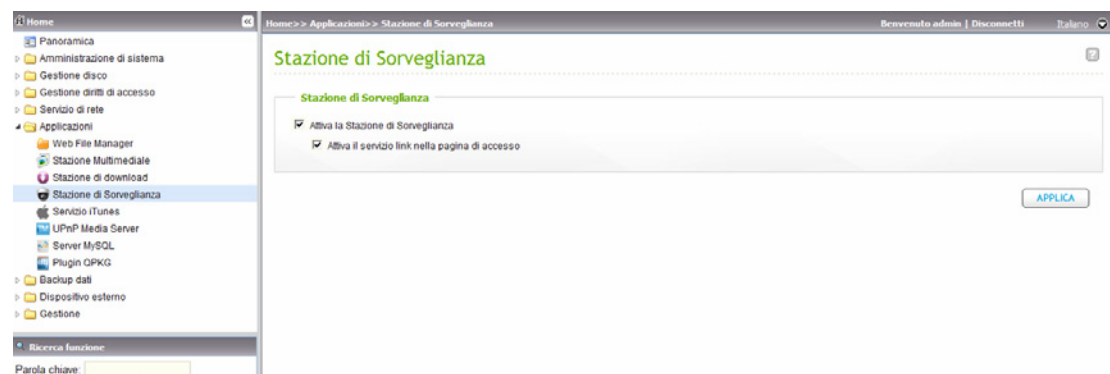 Home
Home>> Applicazioni>> Stazione di Sorveglianza
Benvenuto admin | Disconnetti
Italiano
Panoramica
Amministrazione di sistema
Gestione disco
Gestione diritti di accesso
Servizio di rete
Applicazioni
Web File Manager
Stazione Multimediale
Stazione di download
Stazione di Sorveglianza
Servizio iTunes
UPnP Media Server
Server MySQL
Plugin QPKG
Backup dati
Dispositivo esterno
Gestione
Ricerca funzione
Parola chiave:
Stazione di Sorveglianza
Stazione di Sorveglianza
Attiva la Stazione di Sorveglianza
Attiva il servizio link nella pagina di accesso
APPLICA